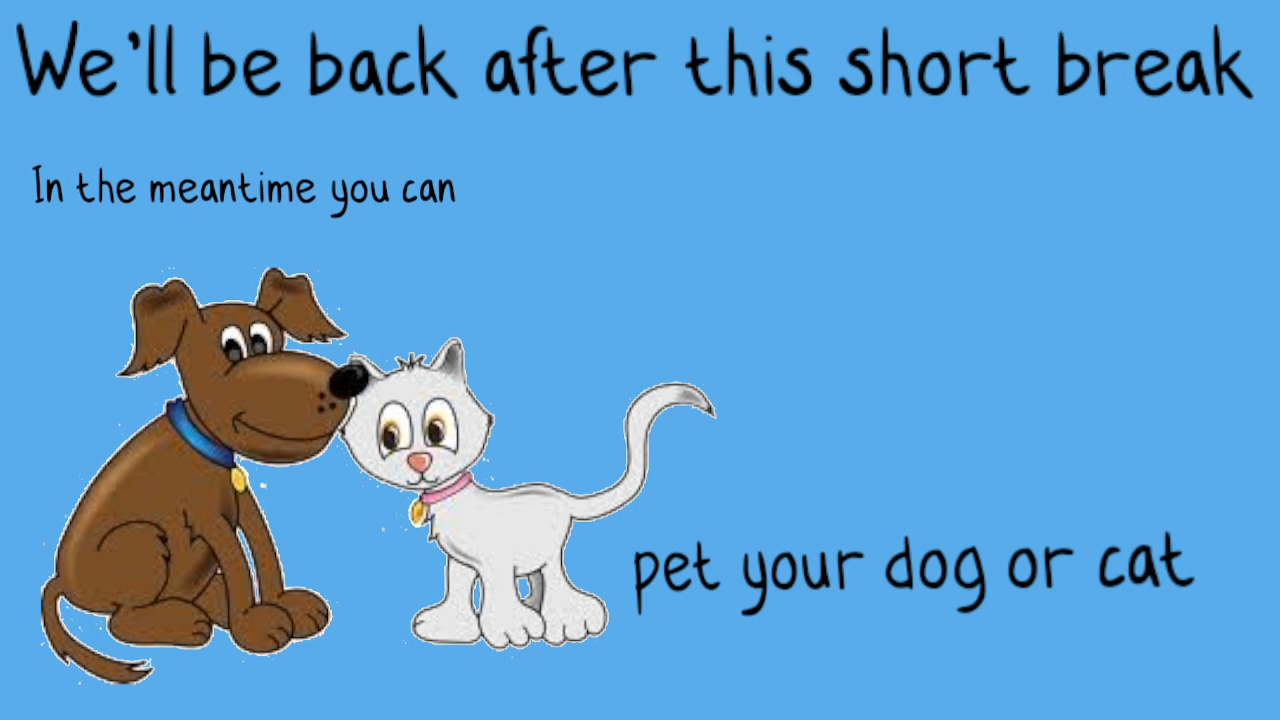 We'll be back after this short break
In the meantime you can
pet your dog or cat